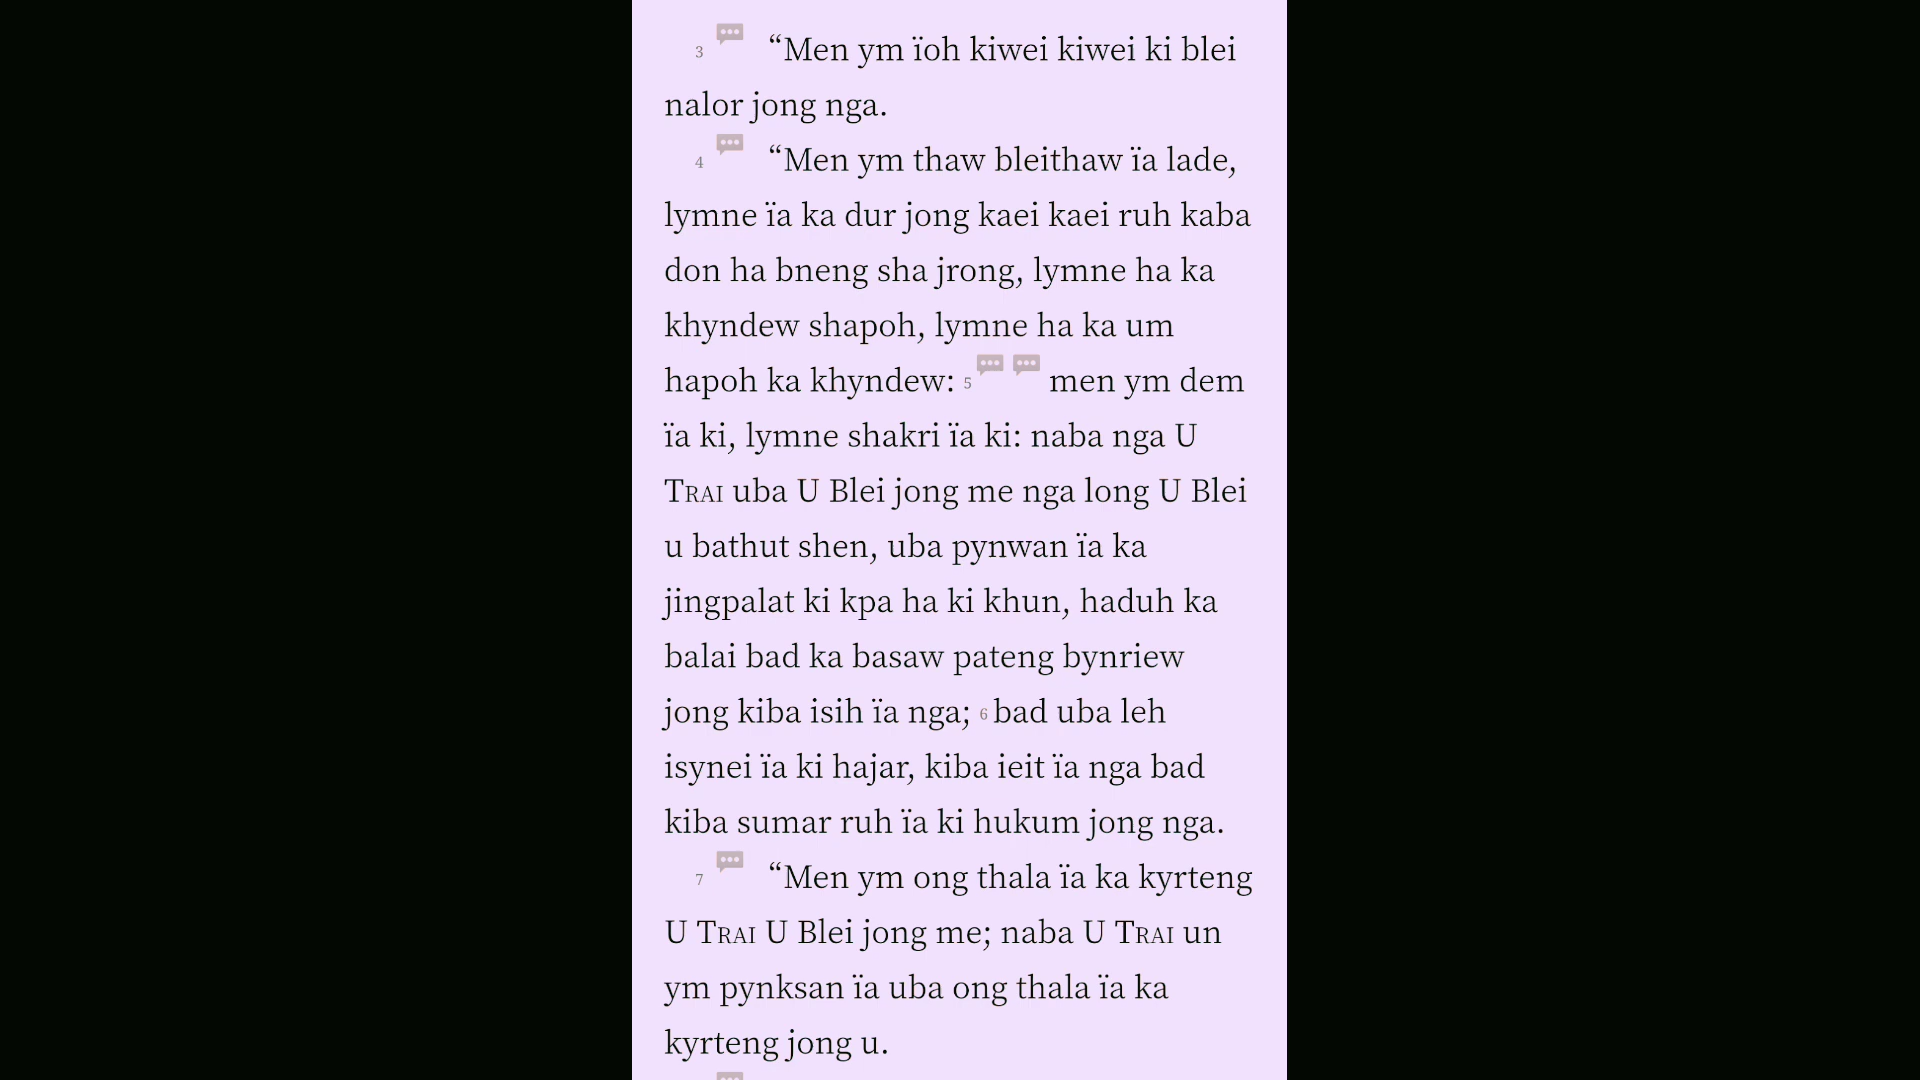 3 “Men ym ïoh kiwei kiwei ki blei
nalor jong nga.
4 “Men ym thaw bleithaw ïa lade,
lymne ïa ka dur jong kaei kaei ruh kaba
don ha bneng sha jrong, lymne ha ka
khyndew shapoh, lymne ha ka um
hapoh ka khyndew: 5 men ym dem
ïa ki, lymne shakri ïa ki: naba nga U
TRAI uba U Blei jong me nga long U Blei
u bathut shen, uba pynwan ïa ka
jingpalat ki kpa ha ki khun, haduh ka
balai bad ka basaw pateng bynriew
jong kiba isih ïa nga; 6 bad uba leh
isynei ïa ki hajar, kiba ieit ïa nga bad
kiba sumar ruh ïa ki hukum jong nga.
7 “Men ym ong thala ïa ka kyrteng
U TRAI U Blei jong me; naba U TRAI un
ym pynksan ïa uba ong thala ïa ka
kyrteng jong u.